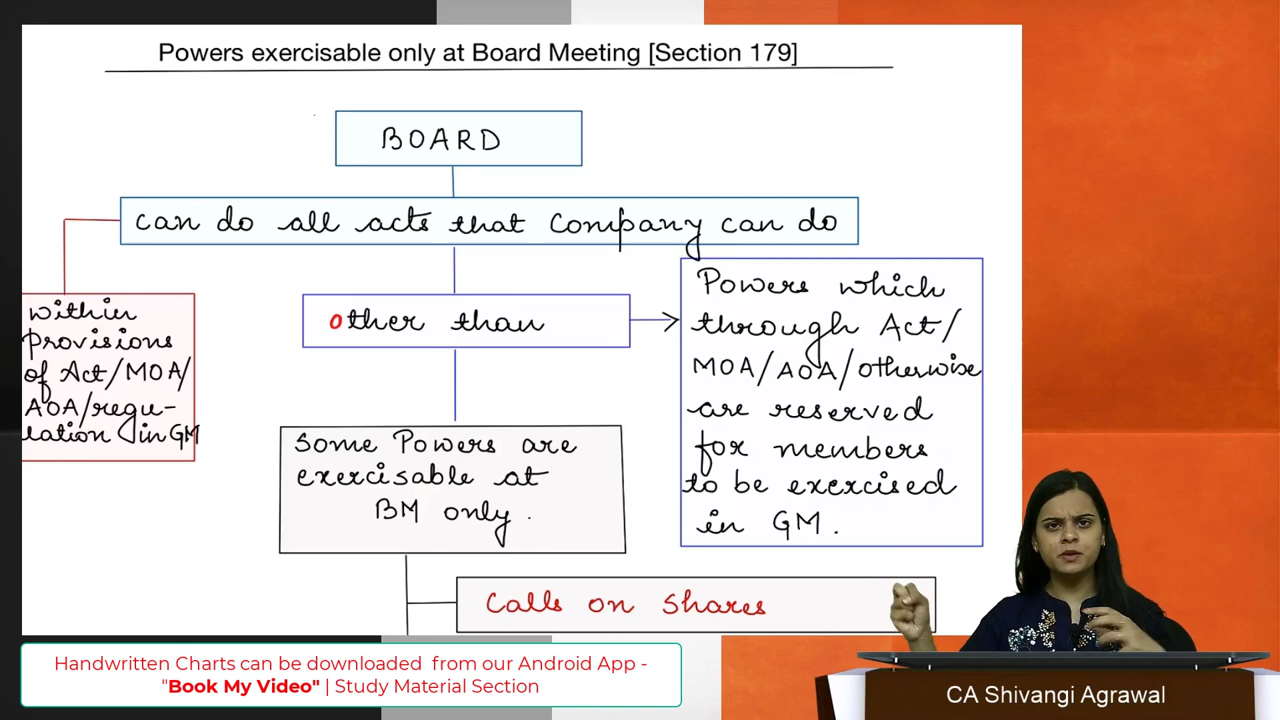 Powers exercisable only at Board Meeting [Section 179]
BOARD
can do all acts that Company can do
within
provisions
of Act/MOA/
AOA/regu-
lation in GM
other than
Powers which
through Act/
MOA/AOA/otherwise
are reserved
for members
to be exercised
in GM.
Some Powers are
exercisable at
BM only.
Calls on Shares
Handwritten Charts can be downloaded from our Android App -
"Book My Video" | Study Material Section
CA Shivangi Agrawal